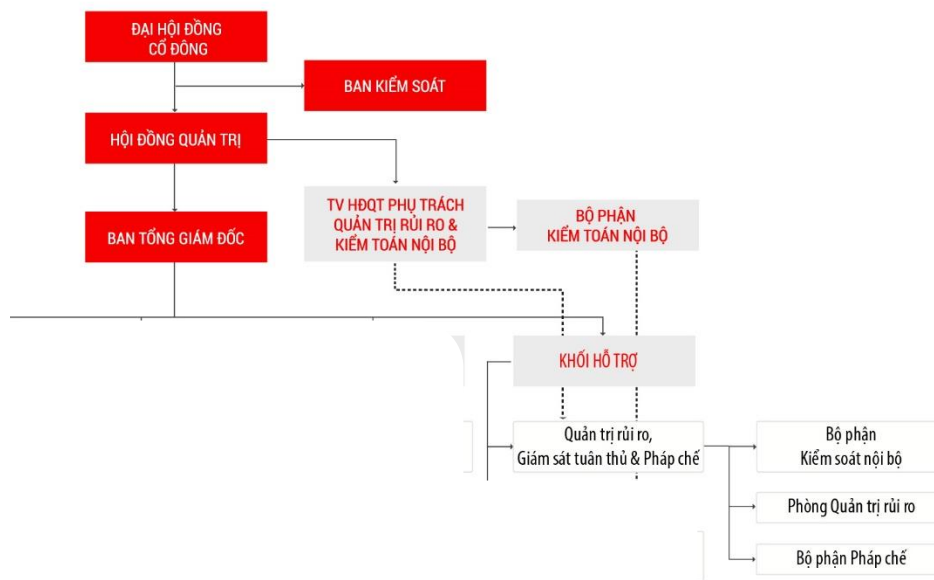 ĐẠI HỘI ĐỒNG
CỔ ĐÔNG
BAN KIỂM SOÁT
HỘI ĐỒNG QUẢN TRỊ
TV HĐQT PHỤ TRÁCH
QUẢN TRỊ RỦI RO &
KIỂM TOÁN NỘI BỘ
BỘ PHẬN
KIỂM TOÁN NỘI BỘ
BAN TỔNG GIÁM ĐỐC
KHỐI HỖ TRỢ
Quản trị rủi ro,
Giám sát tuân thủ & Pháp chế
Bộ phận
Kiểm soát nội bộ
Phòng Quản trị rủi ro
Bộ phận Pháp chế